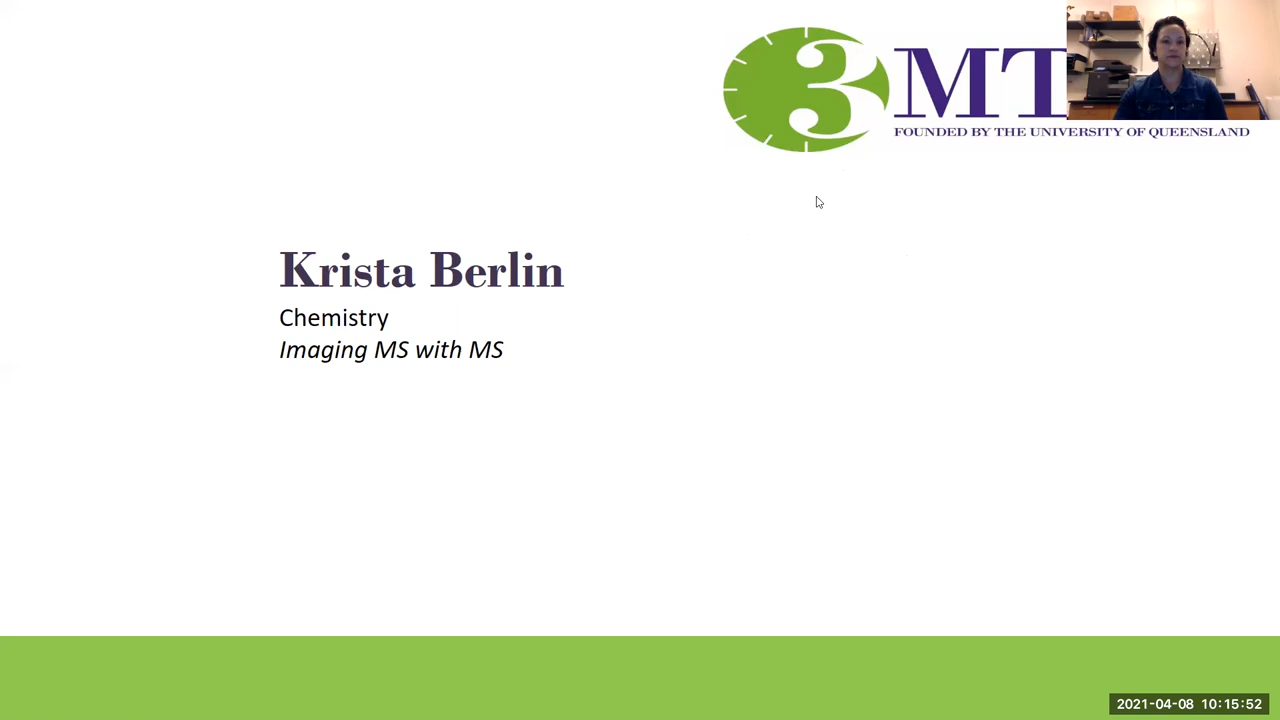 3MT
FOUNDED BY THE UNIVERSITY OF QUEENSLAND
Krista Berlin
Chemistry
Imaging MS with MS
2021-04-08 10:15:52